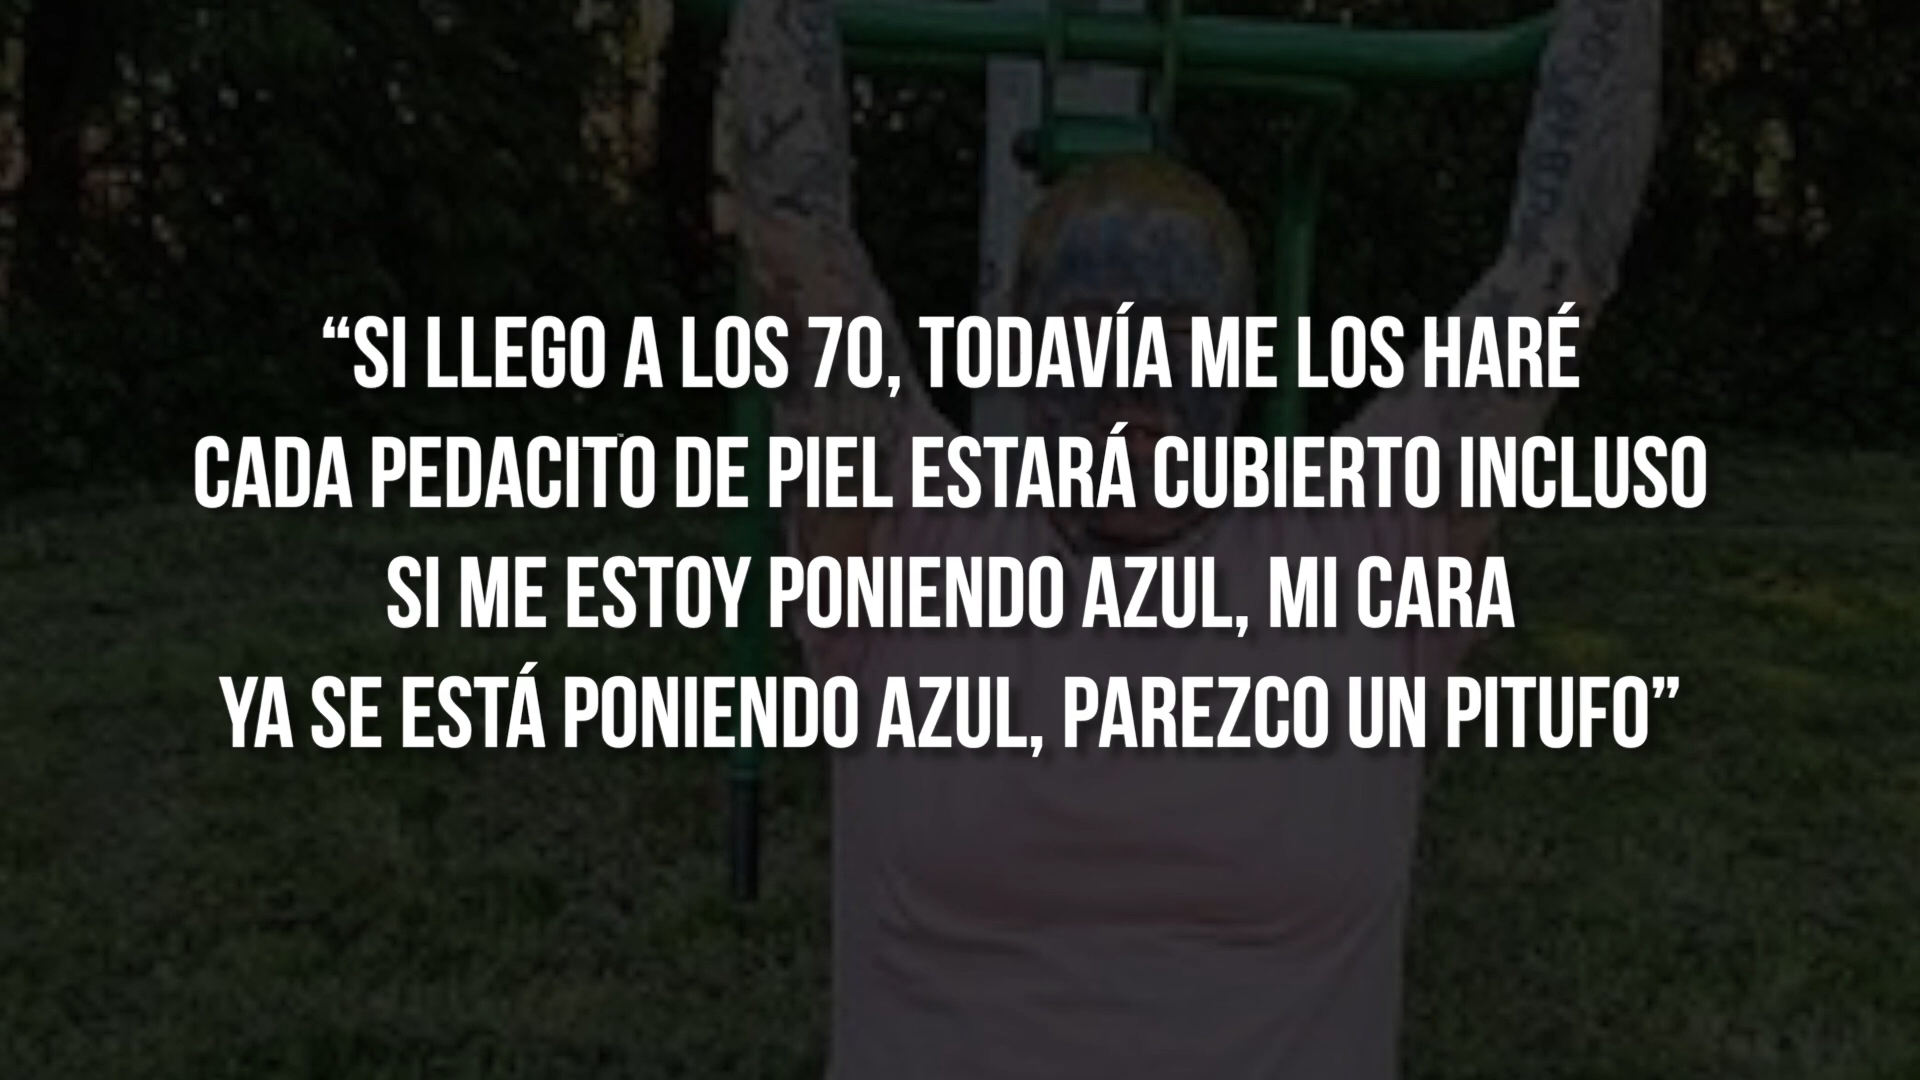 “SI LLEGO A LOS 70, TODAVÍA ME LOS HARÉ
CADA PEDACITO DE PIEL ESTARÁ CUBIERTO INCLUSO
SI ME ESTOY PONIENDO AZUL, MI CARA
YA SE ESTÁ PONIENDO AZUL, PAREZCO UN PITUFO”